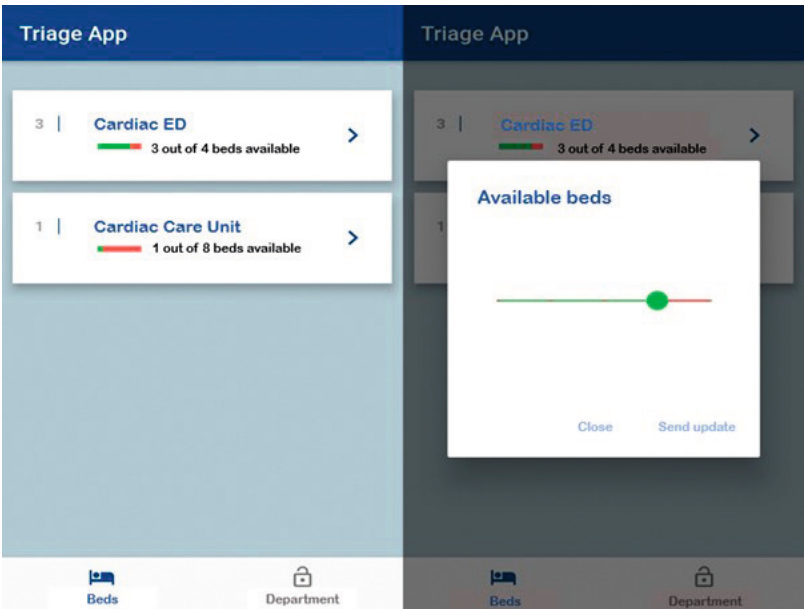 Triage App
3 | Cardiac ED
3 out of 4 beds available
1 | Cardiac Care Unit
1 out of 8 beds available
Beds Department
Triage App
3 | Cardiac ED
3 out of 4 beds available
1
Available beds
Close Send update
Beds Department